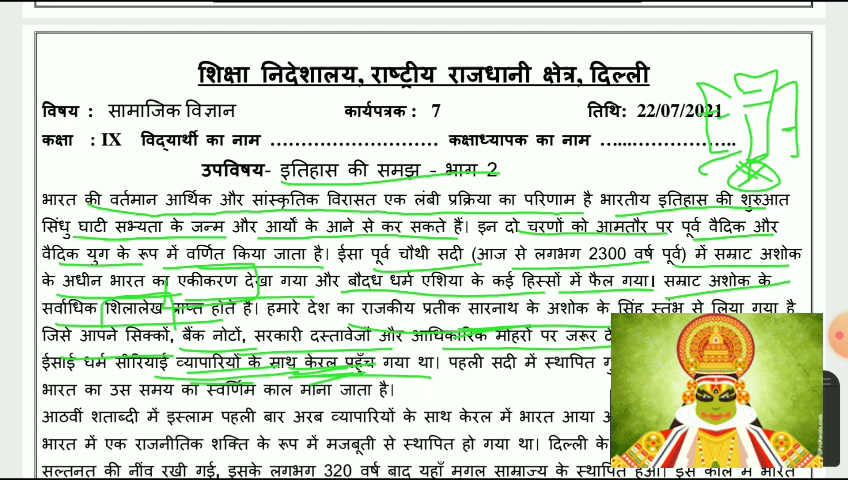 शिक्षा निदेशालय, राष्ट्रीय राजधानी क्षेत्र, दिल्ली
विषय : सामाजिक विज्ञान कार्यपत्रक : 7 तिथि: 22/07/2021
कक्षा : IX विद्यार्थी का नाम ............................ कक्षाध्यापक का नाम ........................
उपविषय- इतिहास की समझ - भाग 2
भारत की वर्तमान आर्थिक और सांस्कृतिक विरासत एक लंबी प्रक्रिया का परिणाम है भारतीय इतिहास की शुरुआत
सिंधु घाटी सभ्यता के जन्म और आर्यों के आने से कर सकते हैं। इन दो चरणों को आमतौर पर पूर्व वैदिक और
वैदिक युग के रूप में वर्णित किया जाता है। ईसा पूर्व चौथी सदी (आज से लगभग 2300 वर्ष पूर्व) में सम्राट अशोक
के अधीन भारत का एकीकरण देखा गया और बौद्ध धर्म एशिया के कई हिस्सों में फैल गया। सम्राट अशोक के
सर्वाधिक शिलालेख प्राप्त होते हैं। हमारे देश का राजकीय प्रतीक सारनाथ के अशोक के सिंह स्तंभ से लिया गया है
जिसे आपने सिक्कों, बैंक नोटों, सरकारी दस्तावेजों और आधिकारिक मोहरों पर जरूर
ईसाई धर्म सीरियाई व्यापारियों के साथ केरल पहुँच गया था। पहली सदी में स्थापित
भारत का उस समय का स्वर्णिम काल माना जाता है।
आठवीं शताब्दी में इस्लाम पहली बार अरब व्यापारियों के साथ केरल में भारत आया
भारत में एक राजनीतिक शक्ति के रूप में मजबूती से स्थापित हो गया था। दिल्ली के
सल्तनत की नींव रखी गई, इसके लगभग 320 वर्ष बाद यहाँ मुगल साम्राज्य के स्थापित हुआ। इस काल में भारत